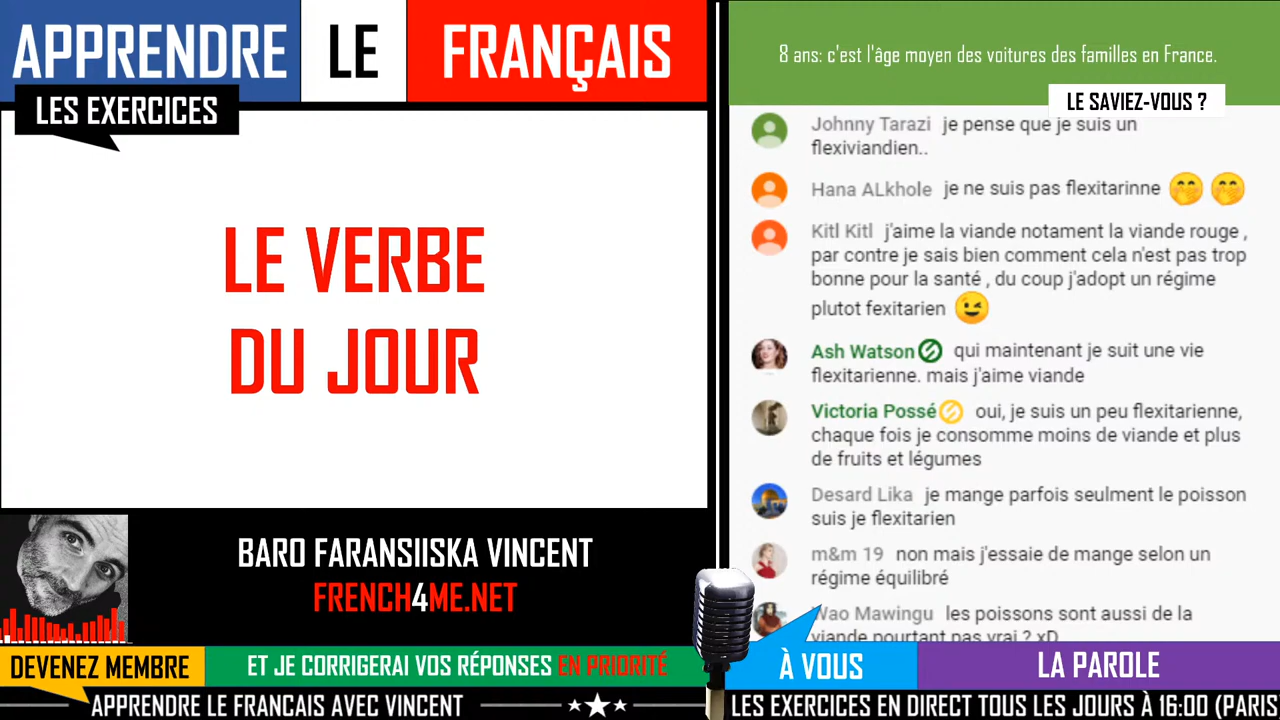 APPRENDRE LE FRANÇAIS
LES EXERCICES
LE VERBE
DU JOUR
BARO FARANSIISKA VINCENT
FRENCH4ME.NET
DEVENEZ MEMBRE
ET JE CORRIGERAI VOS RÉPONSES EN PRIORITÉ
APPRENDRE LE FRANCAIS AVEC VINCENT
8 ans: c'est l'âge moyen des voitures des familles en France.
LE SAVIEZ-VOUS ?
Johnny Tarazi je pense que je suis un
flexiviandien..
Hana ALkhole je ne suis pas flexitarinne
Kitl Kitl j'aime la viande notament la viande rouge ,
par contre je sais bien comment cela n'est pas trop
bonne pour la santé , du coup j'adopt un régime
plutot fexitarien
Ash Watson qui maintenant je suit une vie
flexitarienne. mais j'aime viande
Victoria Possé oui, je suis un peu flexitarienne,
chaque fois je consomme moins de viande et plus
de fruits et légumes
Desard Lika je mange parfois seulment le poisson
suis je flexitarien
m&m 19 non mais j'essaie de mange selon un
régime équilibré
Wao Mawingu les poissons sont aussi de la
viande pourtant pas vrai ? xD
À VOUS
LA PAROLE
LES EXERCICES EN DIRECT TOUS LES JOURS À 16:00 (PARIS